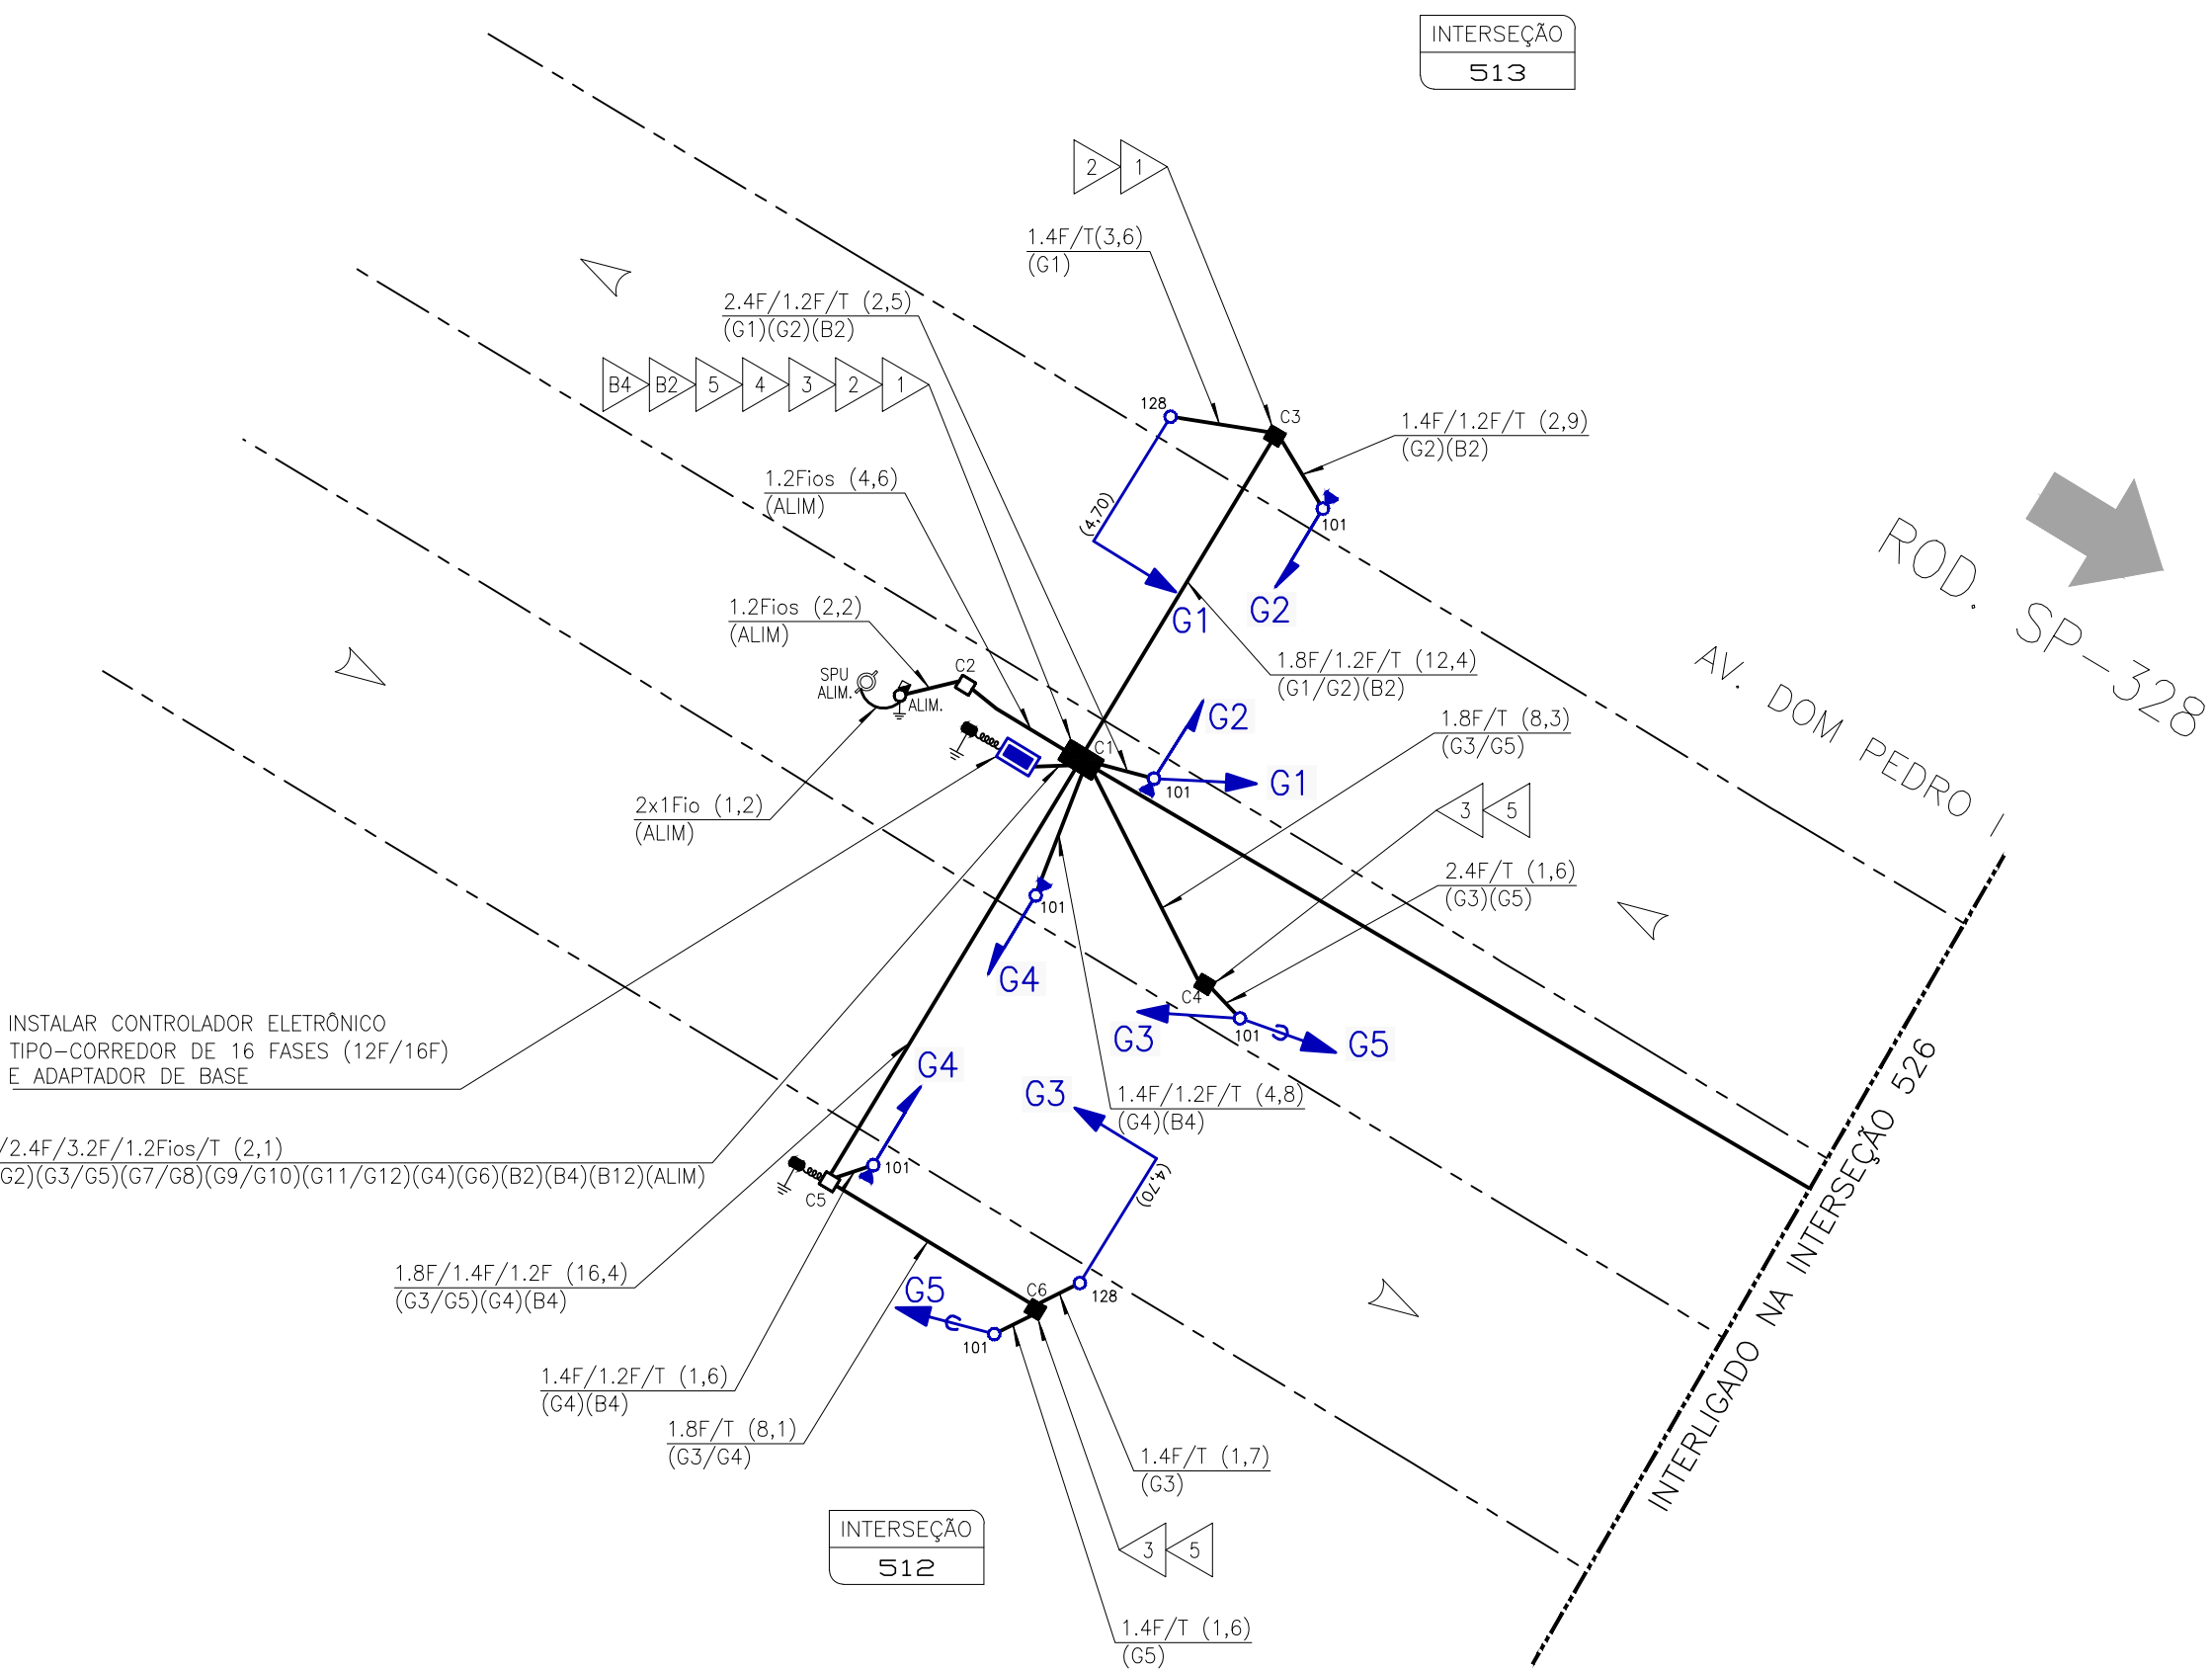 INTERSEÇÃO
513
2 1
1.4F/T(3,6)
(G1)
2.4F/1.2F/T (2,5)
(G1)(G2)(B2)
B4 B2 5 4 3 2 1
128
C3
1.4F/1.2F/T (2,9)
(G2)(B2)
1.2Fios (4,6)
(ALIM)
(4,70)
101
ROD. SP-328
G1
G2
1.2Fios (2,2)
(ALIM)
1.8F/1.2F/T (12,4)
(G1/G2)(B2)
AV. DOM PEDRO I
C2
SPU
ALIM.
ALIM.
G2
1.8F/T (8,3)
(G3/G5)
C1
G1
101
2x1Fio (1,2)
(ALIM)
3 5
2.4F/T (1,6)
(G3)(G5)
101
G4
C4
G3
101
G5
INSTALAR CONTROLADOR ELETRÔNICO
TIPO-CORREDOR DE 16 FASES (12F/16F)
E ADAPTADOR DE BASE
G4
G3
1.4F/1.2F/T (4,8)
(G4)(B4)
INTERLIGADO NA INTERSEÇÃO 526
/2.4F/3.2F/1.2Fios/T (2,1)
G2)(G3/G5)(G7/G8)(G9/G10)(G11/G12)(G4)(G6)(B2)(B4)(B12)(ALIM)
101
C5
(4,70)
1.8F/1.4F/1.2F (16,4)
(G3/G5)(G4)(B4)
G5
C6
128
101
1.4F/1.2F/T (1,6)
(G4)(B4)
1.8F/T (8,1)
(G3/G4)
1.4F/T (1,7)
(G3)
INTERSEÇÃO
512
3 5
1.4F/T (1,6)
(G5)